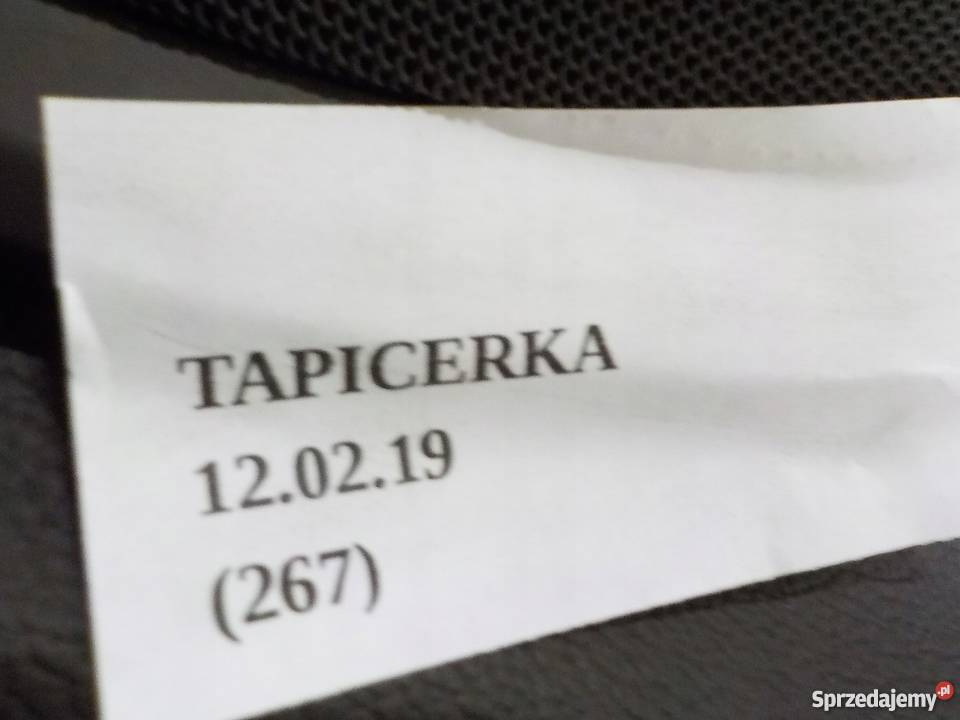 TAPICERKA
12.02.19
(267)
Sprzedajemy.pl